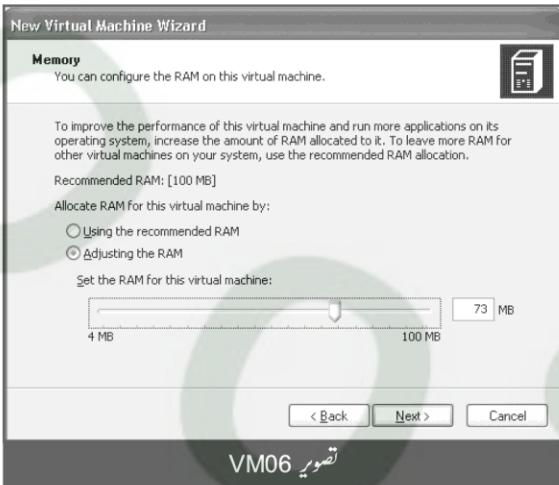 New Virtual Machine Wizard
Memory
You can configure the RAM on this virtual machine.
To improve the performance of this virtual machine and run more applications on its
operating system, increase the amount of RAM allocated to it. To leave more RAM for
other virtual machines on your system, use the recommended RAM allocation.
Recommended RAM: [100 MB]
Allocate RAM for this virtual machine by:
Using the recommended RAM
Adjusting the RAM
Set the RAM for this virtual machine:
73 MB
4 MB 100 MB
< Back Next > Cancel
تصویر VM06